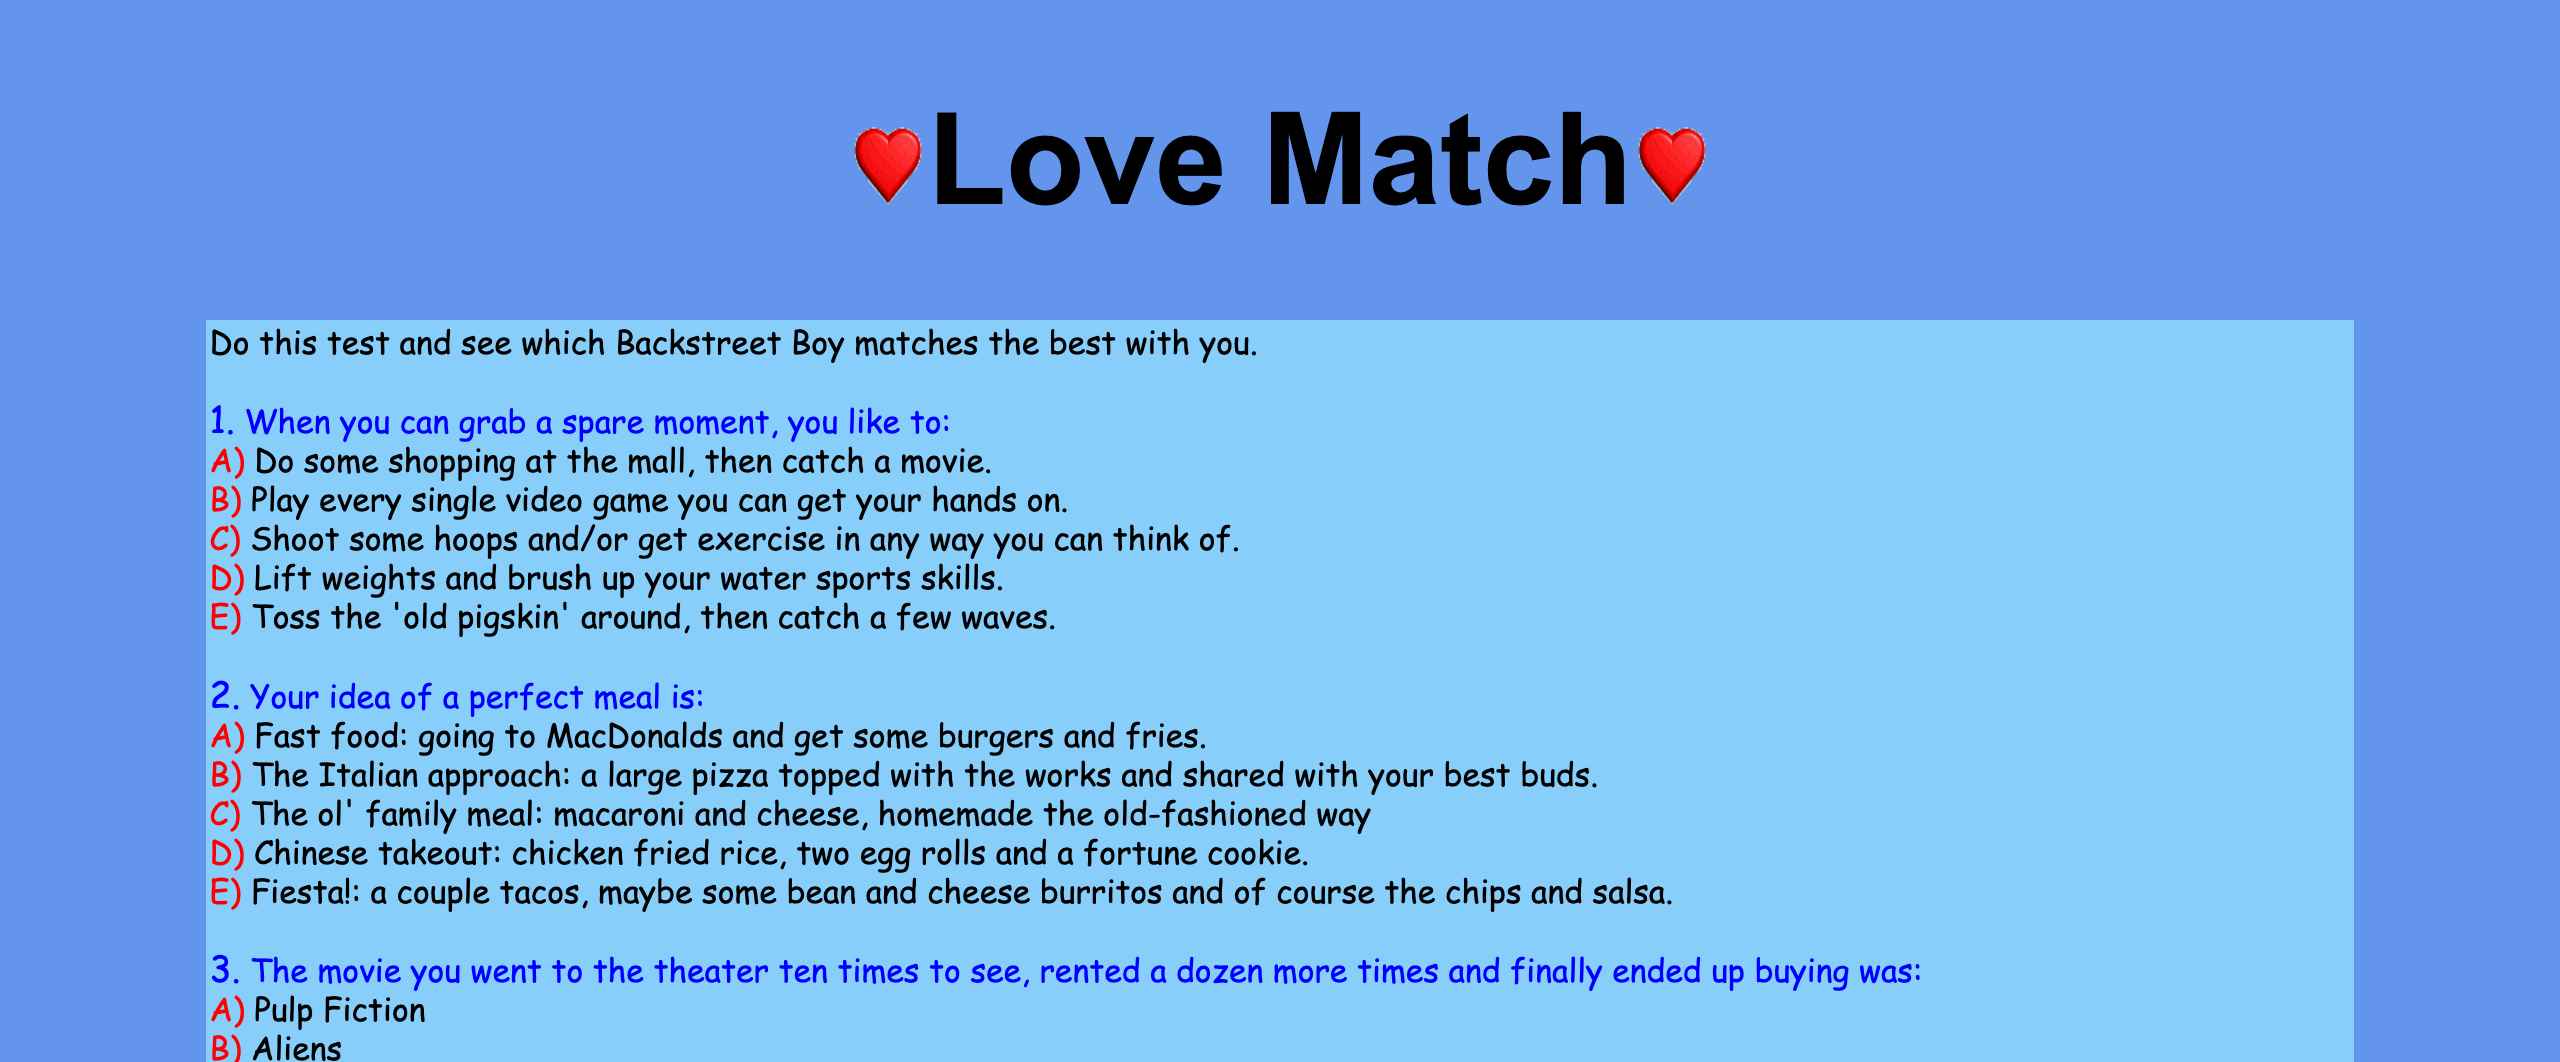 Love Match
Do this test and see which Backstreet Boy matches the best with you.
1. When you can grab a spare moment, you like to:
A) Do some shopping at the mall, then catch a movie.
B) Play every single video game you can get your hands on.
C) Shoot some hoops and/or get exercise in any way you can think of.
D) Lift weights and brush up your water sports skills.
E) Toss the 'old pigskin' around, then catch a few waves.
2. Your idea of a perfect meal is:
A) Fast food: going to MacDonalds and get some burgers and fries.
B) The Italian approach: a large pizza topped with the works and shared with your best buds.
C) The ol' family meal: macaroni and cheese, homemade the old-fashioned way
D) Chinese takeout: chicken fried rice, two egg rolls and a fortune cookie.
E) Fiesta!: a couple tacos, maybe some bean and cheese burritos and of course the chips and salsa.
3. The movie you went to the theater ten times to see, rented a dozen more times and finally ended up buying was:
A) Pulp Fiction
B) Aliens